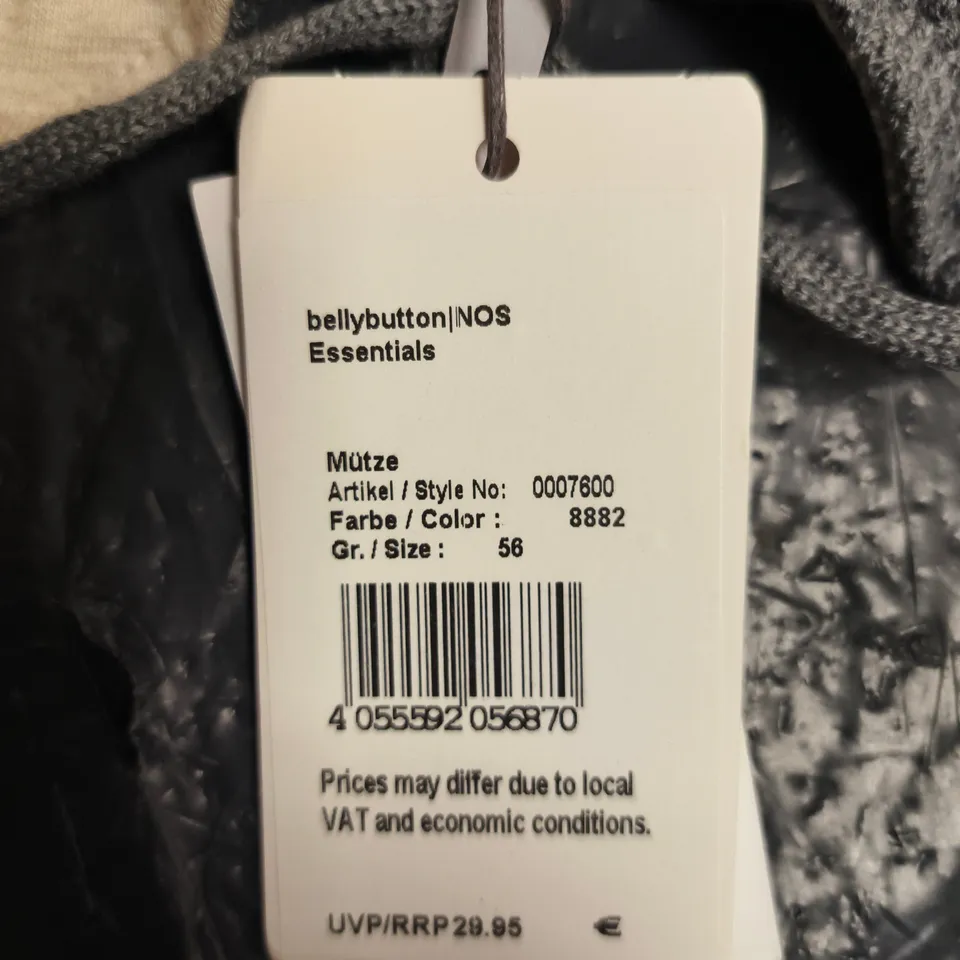 bellybutton|NOS
Essentials
Mütze
Artikel / Style No: 0007600
Farbe / Color : 8882
Gr. / Size : 56
4 055592 056870
Prices may differ due to local
VAT and economic conditions.
UVP/RRP 29.95 €